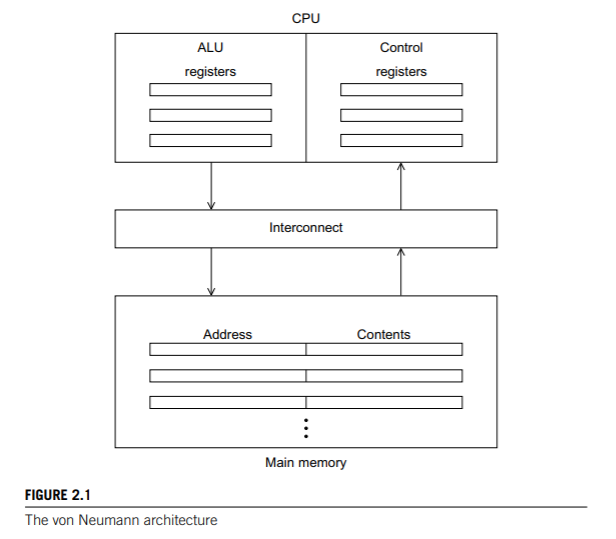 CPU
ALU
Control
registers
registers
Interconnect
Address
Contents
Main memory
FIGURE 2.1
The von Neumann architecture